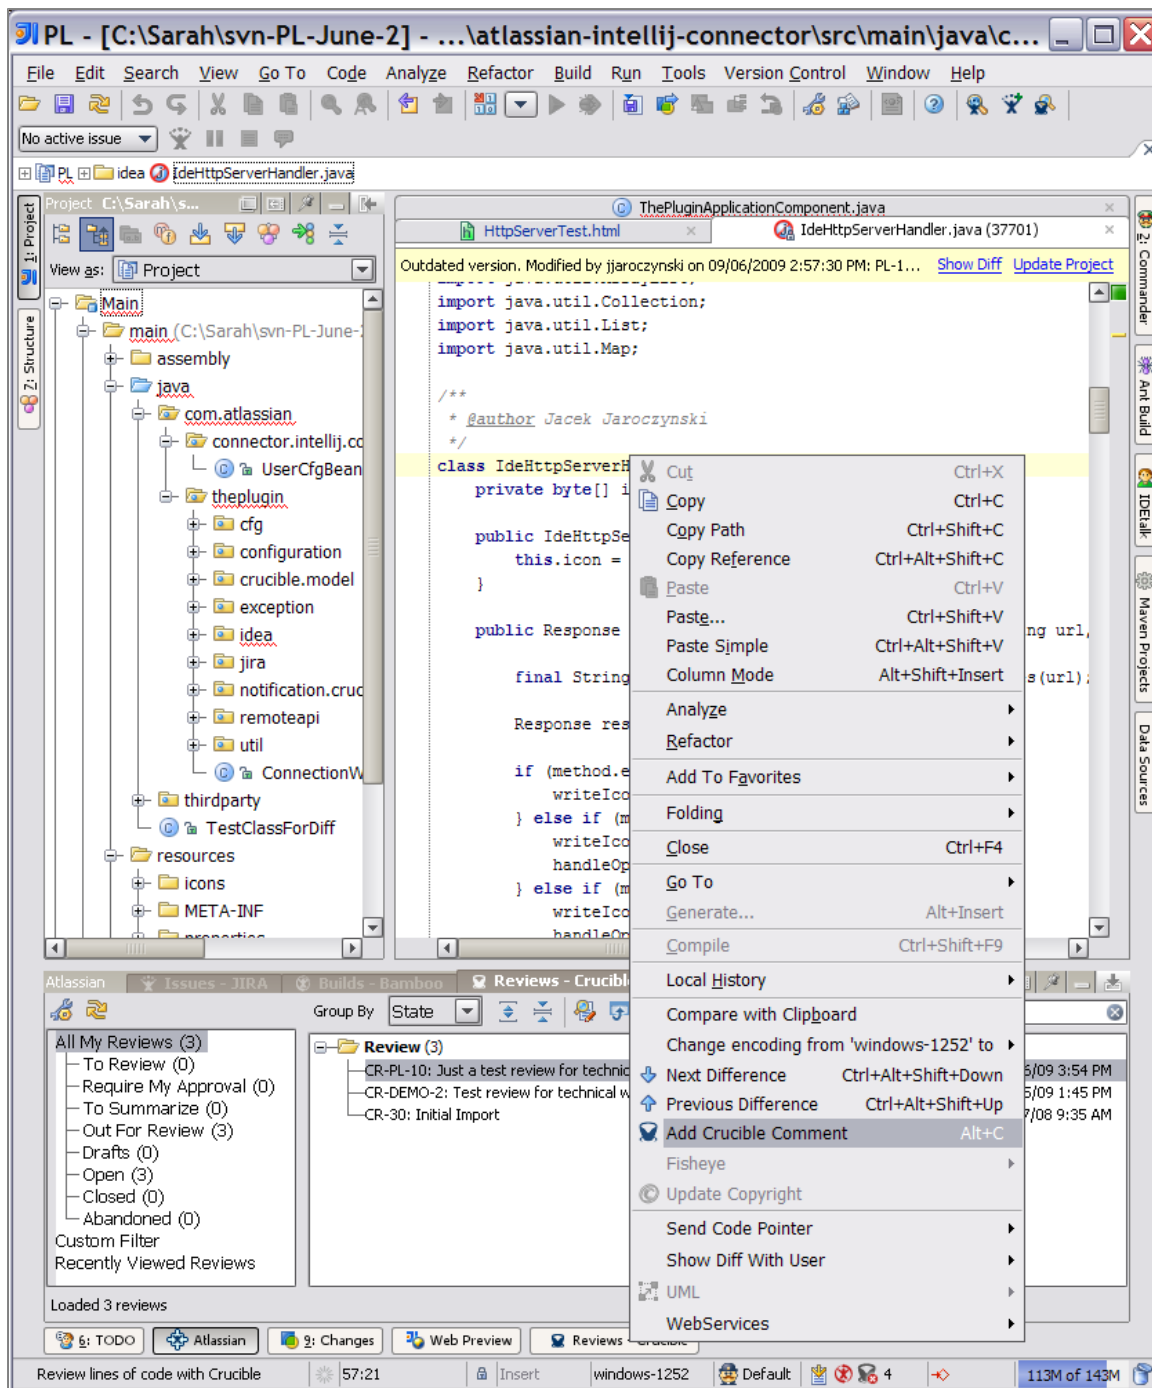 PL - [C:\Sarah\svn-PL-June-2] - ...\atlassian-intellij-connector\src\main\java\c...
File Edit Search View Go To Code Analyze Refactor Build Run Tools Version Control Window Help
No active issue
PL idea IdeHttpServerHandler.java
1: Project
7: Structure
Project C:\Sarah\s...
View as: Project
Main
main (C:\Sarah\svn-PL-June-
assembly
java
com.atlassian
connector.intellij.cc
UserCfgBean
theplugin
cfg
configuration
crucible.model
exception
idea
jira
notification.cruc
remoteapi
util
ConnectionW
thirdparty
TestClassForDiff
resources
icons
META-INF
properties
ThePluginApplicationComponent.java
HttpServerTest.html
IdeHttpServerHandler.java (37701)
Outdated version. Modified by jjaroczynski on 09/06/2009 2:57:30 PM: PL-1... Show Diff Update Project
import java.util.ArrayList;
import java.util.Collection;
import java.util.List;
import java.util.Map;
/**
* @author Jacek Jaroczynski
*/
class IdeHttpServerH
private byte[] i
public IdeHttpSe
this.icon =
}
public Response ng url,
final String s(url);
Response res
if (method.e
writeIco
} else if (m
writeIco
handleOp
} else if (m
writeIco
handleOp
Cut Ctrl+X
Copy Ctrl+C
Copy Path Ctrl+Shift+C
Copy Reference Ctrl+Alt+Shift+C
Paste Ctrl+V
Paste... Ctrl+Shift+V
Paste Simple Ctrl+Alt+Shift+V
Column Mode Alt+Shift+Insert
Analyze
Refactor
Add To Favorites
Folding
Close Ctrl+F4
Go To
Generate... Alt+Insert
Compile Ctrl+Shift+F9
Local History
Compare with Clipboard
Change encoding from 'windows-1252' to
Next Difference Ctrl+Alt+Shift+Down
Previous Difference Ctrl+Alt+Shift+Up
Add Crucible Comment Alt+C
Fisheye
Update Copyright
Send Code Pointer
Show Diff With User
UML
WebServices
2: Commander
Ant Build
IDEtalk
Maven Projects
Data Sources
Atlassian Issues - JIRA Builds - Bamboo Reviews - Crucibl
Group By State
All My Reviews (3)
To Review (0)
Require My Approval (0)
To Summarize (0)
Out For Review (3)
Drafts (0)
Open (3)
Closed (0)
Abandoned (0)
Custom Filter
Recently Viewed Reviews
Review (3)
CR-PL-10: Just a test review for technic 6/09 3:54 PM
CR-DEMO-2: Test review for technical w 5/09 1:45 PM
CR-30: Initial Import 7/08 9:35 AM
Loaded 3 reviews
6: TODO Atlassian 9: Changes Web Preview Reviews - Crucible
Review lines of code with Crucible 57:21 Insert windows-1252 Default 4 113M of 143M